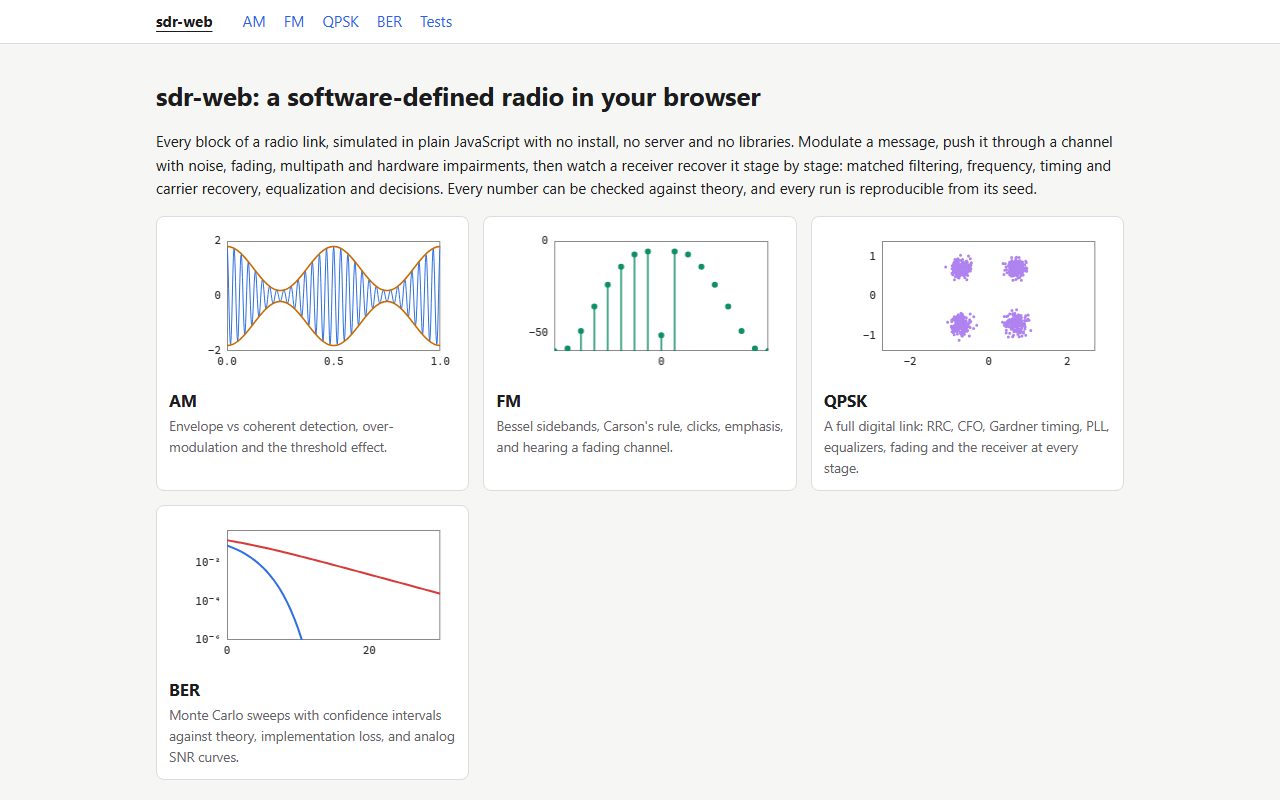 sdr-web AM FM QPSK BER Tests
sdr-web: a software-defined radio in your browser
Every block of a radio link, simulated in plain JavaScript with no install, no server and no libraries. Modulate a message, push it through a channel
with noise, fading, multipath and hardware impairments, then watch a receiver recover it stage by stage: matched filtering, frequency, timing and
carrier recovery, equalization and decisions. Every number can be checked against theory, and every run is reproducible from its seed.
2
0
−2
0.0 0.5 1.0
AM
Envelope vs coherent detection, over-
modulation and the threshold effect.
0
−50
0
FM
Bessel sidebands, Carson's rule, clicks, emphasis,
and hearing a fading channel.
1
0
−1
−2 0 2
QPSK
A full digital link: RRC, CFO, Gardner timing, PLL,
equalizers, fading and the receiver at every
stage.
10⁻²
10⁻⁴
10⁻⁶
0 20
BER
Monte Carlo sweeps with confidence intervals
against theory, implementation loss, and analog
SNR curves.